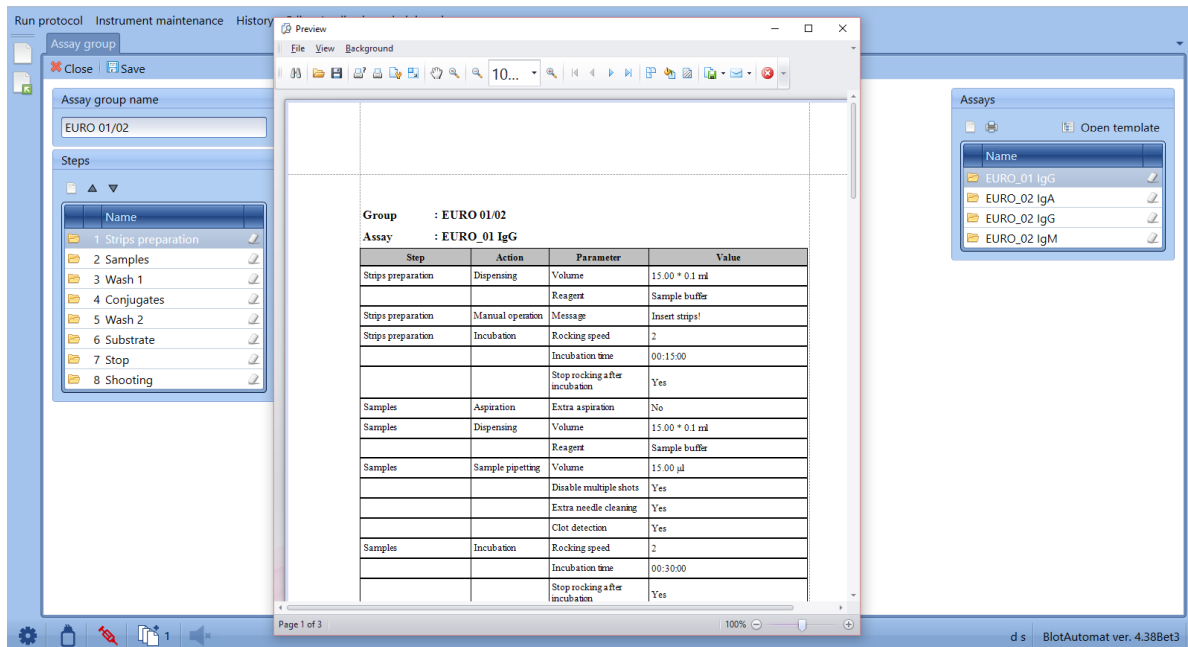 Run protocol Instrument maintenance History
Assay group
Close Save
Assay group name
EURO 01/02
Steps
Name
1 Strips preparation
2 Samples
3 Wash 1
4 Conjugates
5 Wash 2
6 Substrate
7 Stop
8 Shooting
Preview
File View Background
10...
Group : EURO 01/02
Assay : EURO_01 IgG
Step Action Parameter Value
Strips preparation Dispensing Volume 15.00 * 0.1 ml
Reagent Sample buffer
Strips preparation Manual operation Message Insert strips!
Strips preparation Incubation Rocking speed 2
Incubation time 00:15:00
Stop rocking after
incubation Yes
Samples Aspiration Extra aspiration No
Samples Dispensing Volume 15.00 * 0.1 ml
Reagent Sample buffer
Samples Sample pipetting Volume 15.00 µl
Disable multiple shots Yes
Extra needle cleaning Yes
Clot detection Yes
Samples Incubation Rocking speed 2
Incubation time 00:30:00
Stop rocking after
incubation Yes
Page 1 of 3 100%
Assays
Open template
Name
EURO_01 IgG
EURO_02 IgA
EURO_02 IgG
EURO_02 IgM
1
d s BlotAutomat ver. 4.38Bet3